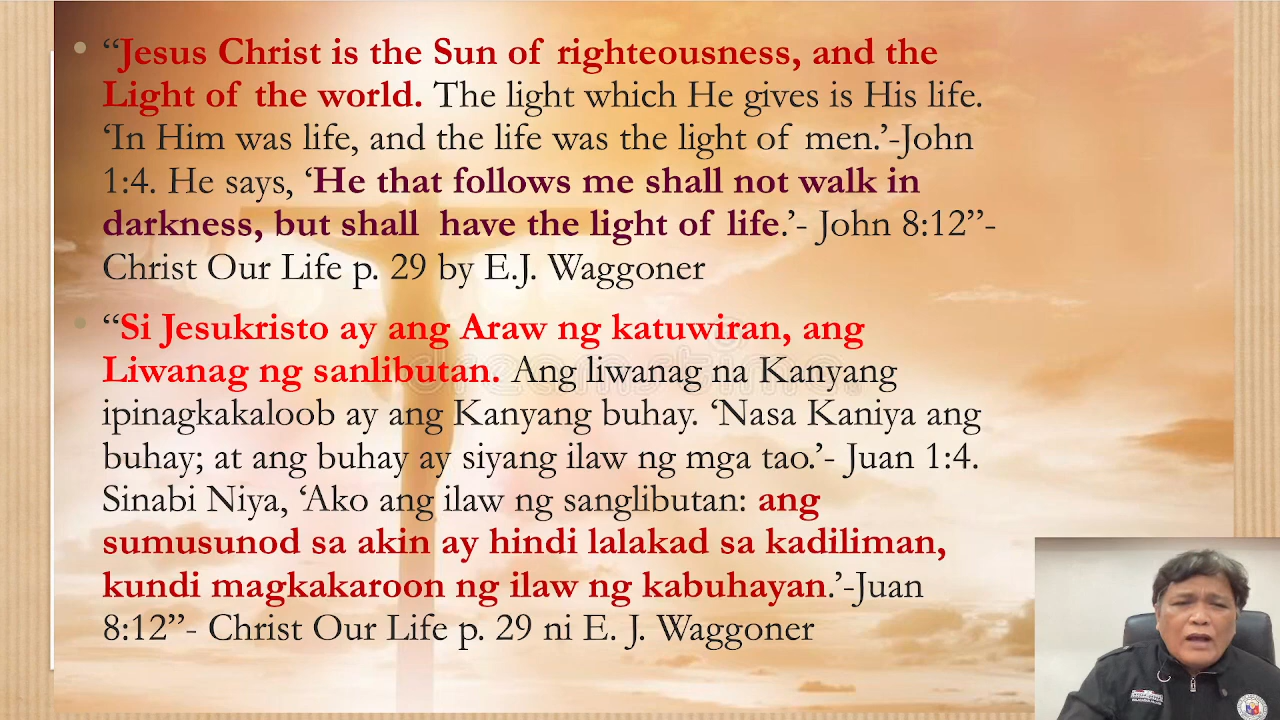 “Jesus Christ is the Sun of righteousness, and the
Light of the world. The light which He gives is His life.
‘In Him was life, and the life was the light of men.’-John
1:4. He says, ‘He that follows me shall not walk in
darkness, but shall have the light of life.’- John 8:12”-
Christ Our Life p. 29 by E.J. Waggoner
“Si Jesukristo ay ang Araw ng katuwiran, ang
Liwanag ng sanlibutan. Ang liwanag na Kanyang
ipinagkakaloob ay ang Kanyang buhay. ‘Nasa Kaniya ang
buhay; at ang buhay ay siyang ilaw ng mga tao.’- Juan 1:4.
Sinabi Niya, ‘Ako ang ilaw ng sanglibutan: ang
sumusunod sa akin ay hindi lalakad sa kadiliman,
kundi magkakaroon ng ilaw ng kabuhayan.’-Juan
8:12”- Christ Our Life p. 29 ni E. J. Waggoner
dreamstime